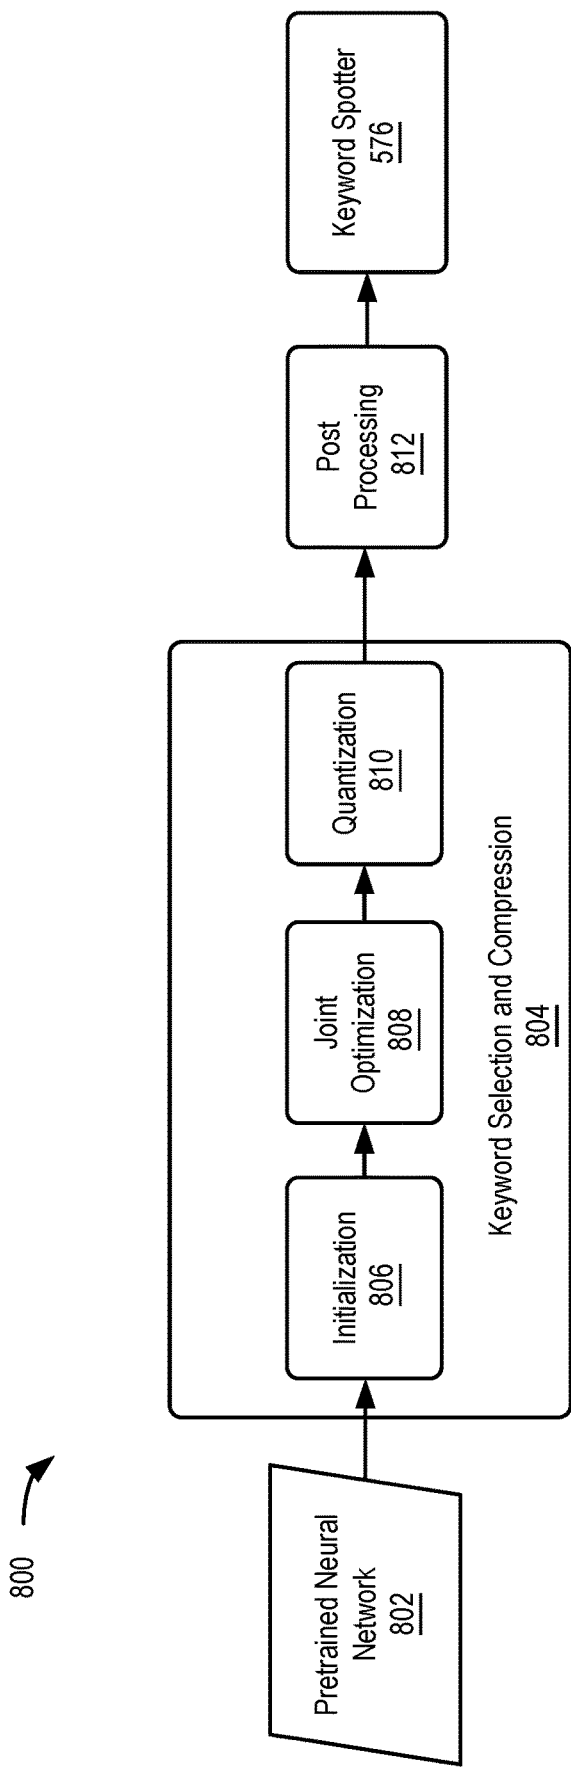 800
Pretrained Neural
Network
802
Initialization
806
Joint
Optimization
808
Quantization
810
Keyword Selection and Compression
804
Post
Processing
812
Keyword Spotter
576